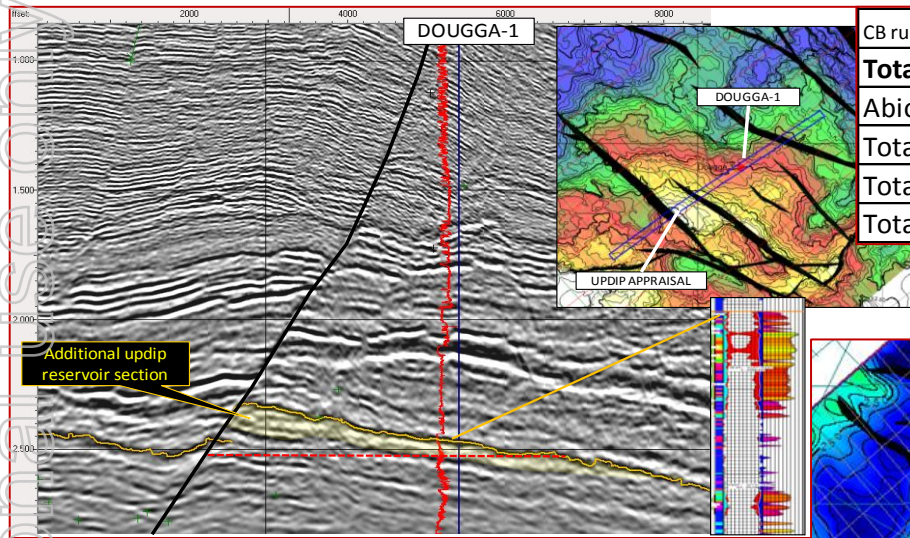 ffset:
2000
4000
6000
8000
DOUGGA-1
1.000
1.500
2.000
2.500
Additional updip
reservoir section
DOUGGA-1
UPDIP APPRAISAL
CB ru
Tota
Abio
Tota
Tota
Tota